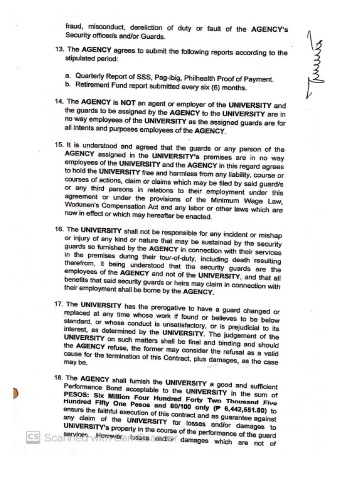 fraud, misconduct, dereliction of duty or fault of the AGENCY's
Security officer/s and/or Guards.
13. The AGENCY agrees to submit the following reports according to the
stipulated period:
a. Quarterly Report of SSS, Pag-ibig, Philhealth Proof of Payment.
b. Retirement Fund report submitted every six (6) months.
14. The AGENCY is NOT an agent or employer of the UNIVERSITY and
the guards to be assigned by the AGENCY to the UNIVERSITY are in
no way employees of the UNIVERSITY as the assigned guards are for
all intents and purposes employees of the AGENCY.
15. It is understood and agreed that the guards or any person of the
AGENCY assigned in the UNIVERSITY's premises are in no way
employees of the UNIVERSITY and the AGENCY in this regard agrees
to hold the UNIVERSITY free and harmless from any liability, course or
courses of actions, claim or claims which may be filed by said guard/s
or any third persons in relations to their employment under this
agreement or under the provisions of the Minimum Wage Law,
Workmen's Compensation Act and any labor or other laws which are
now in effect or which may hereafter be enacted.
16. The UNIVERSITY shall not be responsible for any incident or mishap
or injury of any kind or nature that may be sustained by the security
guards so furnished by the AGENCY in connection with their services
in the premises during their tour-of-duty, including death resulting
therefrom, it being understood that the security guards are the
employees of the AGENCY and not of the UNIVERSITY, and that all
benefits that said security guards or heirs may claim in connection with
their employment shall be borne by the AGENCY.
17. The UNIVERSITY has the prerogative to have a guard changed or
replaced at any time whose work if found or believes to be below
standard, or whose conduct is unsatisfactory, or is prejudicial to its
interest, as determined by the UNIVERSITY. The judgement of the
UNIVERSITY on such matters shall be final and binding and should
the AGENCY refuse, the former may consider the refusal as a valid
cause for the termination of this Contract, plus damages, as the case
may be.
18. The AGENCY shall furnish the UNIVERSITY a good and sufficient
Performance Bond acceptable to the UNIVERSITY in the sum of
PESOS: Six Million Four Hundred Forty Two Thousand Five
Hundred Fifty One Pesos and 80/100 only (₱ 6,442,551.80) to
ensure the faithful execution of this contract and as guarantee against
any claim of the UNIVERSITY for losses and/or damages to
UNIVERSITY's property in the course of the performance of the guard
services. However, losses and/or damages which are not of
CS Scanned with